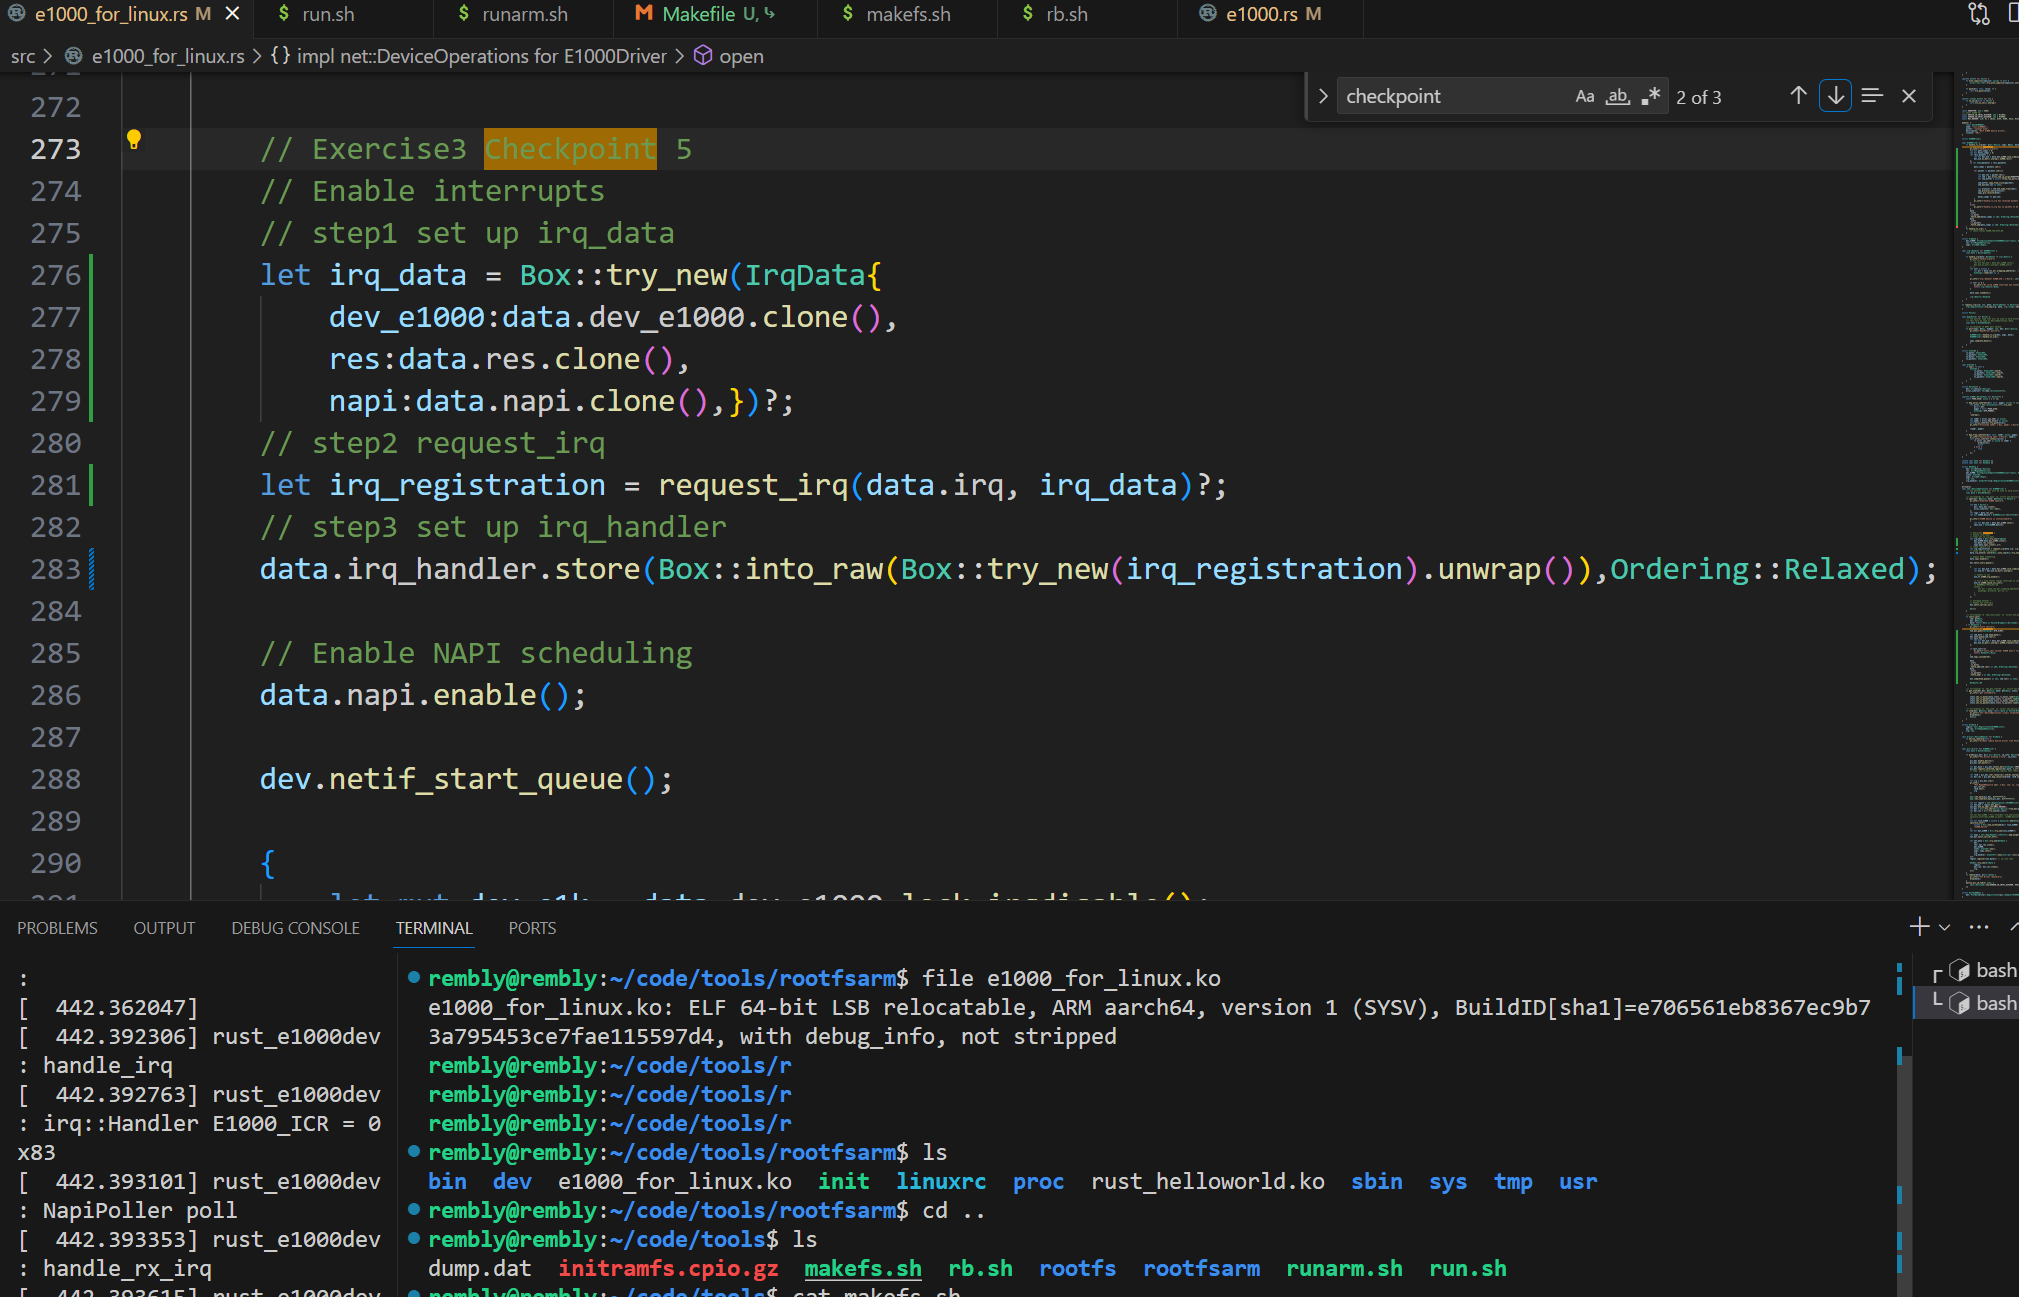 e1000_for_linux.rs M
$ run.sh
$ runarm.sh
M Makefile U,
$ makefs.sh
$ rb.sh
e1000.rs M
src > e1000_for_linux.rs > {} impl net::DeviceOperations for E1000Driver > open
checkpoint Aa ab .* 2 of 3
272
273 // Exercise3 Checkpoint 5
274 // Enable interrupts
275 // step1 set up irq_data
276 let irq_data = Box::try_new(IrqData{
277 dev_e1000:data.dev_e1000.clone(),
278 res:data.res.clone(),
279 napi:data.napi.clone(),})?;
280 // step2 request_irq
281 let irq_registration = request_irq(data.irq, irq_data)?;
282 // step3 set up irq_handler
283 data.irq_handler.store(Box::into_raw(Box::try_new(irq_registration).unwrap()),Ordering::Relaxed);
284
285 // Enable NAPI scheduling
286 data.napi.enable();
287
288 dev.netif_start_queue();
289
290 {
PROBLEMS OUTPUT DEBUG CONSOLE TERMINAL PORTS
:
[  442.362047]
[  442.392306] rust_e1000dev
: handle_irq
[  442.392763] rust_e1000dev
: irq::Handler E1000_ICR = 0
x83
[  442.393101] rust_e1000dev
: NapiPoller poll
[  442.393353] rust_e1000dev
: handle_rx_irq
[  442.393615] rust_e1000dev
rembly@rembly:~/code/tools/rootfsarm$ file e1000_for_linux.ko
e1000_for_linux.ko: ELF 64-bit LSB relocatable, ARM aarch64, version 1 (SYSV), BuildID[sha1]=e706561eb8367ec9b7
3a795453ce7fae115597d4, with debug_info, not stripped
rembly@rembly:~/code/tools/r
rembly@rembly:~/code/tools/r
rembly@rembly:~/code/tools/r
rembly@rembly:~/code/tools/rootfsarm$ ls
bin dev e1000_for_linux.ko init linuxrc proc rust_helloworld.ko sbin sys tmp usr
rembly@rembly:~/code/tools/rootfsarm$ cd ..
rembly@rembly:~/code/tools$ ls
dump.dat initramfs.cpio.gz makefs.sh rb.sh rootfs rootfsarm runarm.sh run.sh
rembly@rembly:~/code/tools$ cat makefs.sh
bash
bash